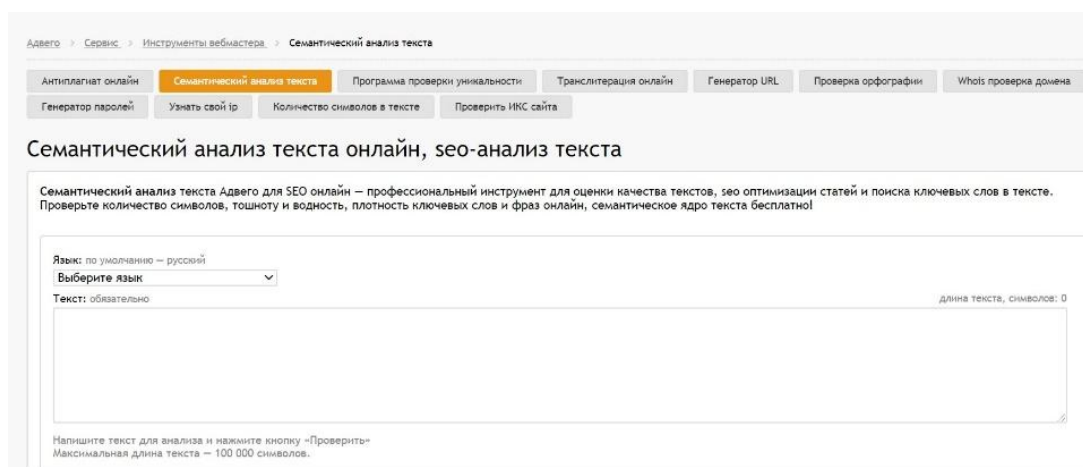 Адвего > Сервис > Инструменты вебмастера > Семантический анализ текста
Антиплагиат онлайн Семантический анализ текста Программа проверки уникальности Транслитерация онлайн Генератор URL Проверка орфографии Whois проверка домена
Генератор паролей Узнать свой ip Количество символов в тексте Проверить ИКС сайта
Семантический анализ текста онлайн, seo-анализ текста
Семантический анализ текста Адвего для SEO онлайн — профессиональный инструмент для оценки качества текстов, seo оптимизации статей и поиска ключевых слов в тексте.
Проверьте количество символов, тошноту и водность, плотность ключевых слов и фраз онлайн, семантическое ядро текста бесплатно!
Язык: по умолчанию — русский
Выберите язык
Текст: обязательно длина текста, символов: 0
Напишите текст для анализа и нажмите кнопку «Проверить»
Максимальная длина текста — 100 000 символов.